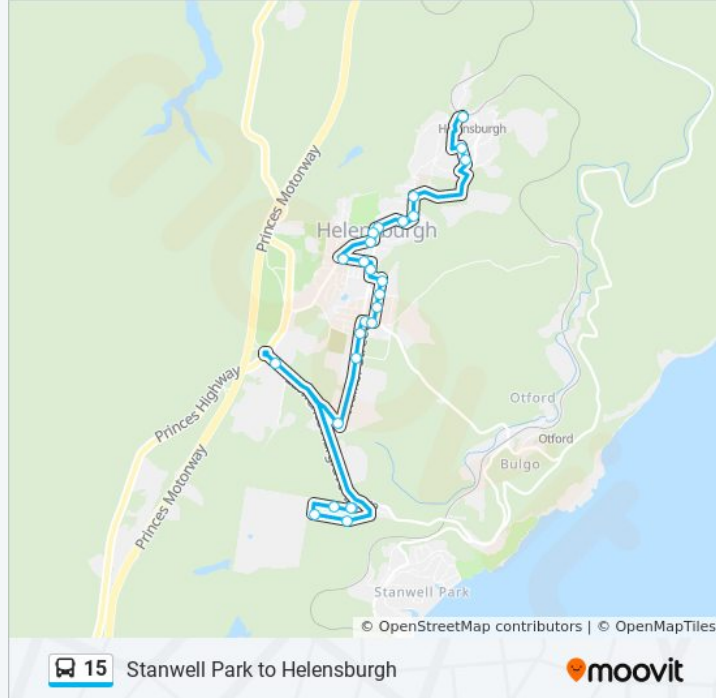 Princes Motorway
Helensburgh
Helensburgh
Princes Highway
Princes Motorway
Otford
Otford
Bulgo
Stanwell Park
© OpenStreetMap contributors | © OpenMapTiles
15
Stanwell Park to Helensburgh
moovit